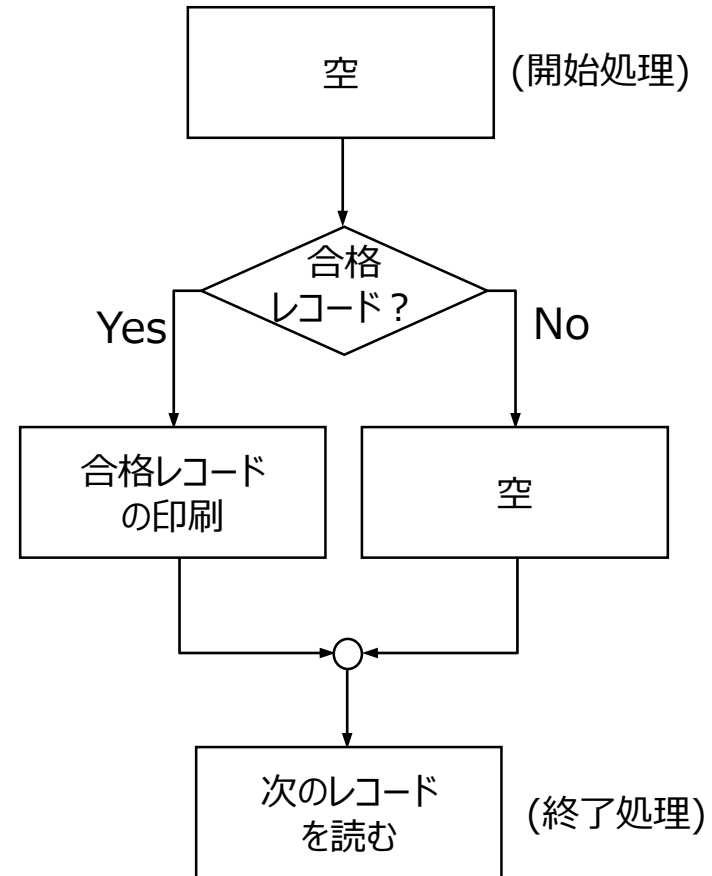 空
(開始処理)
合格
レコード？
Yes
No
合格レコード
の印刷
空
次のレコード
を読む
(終了処理)